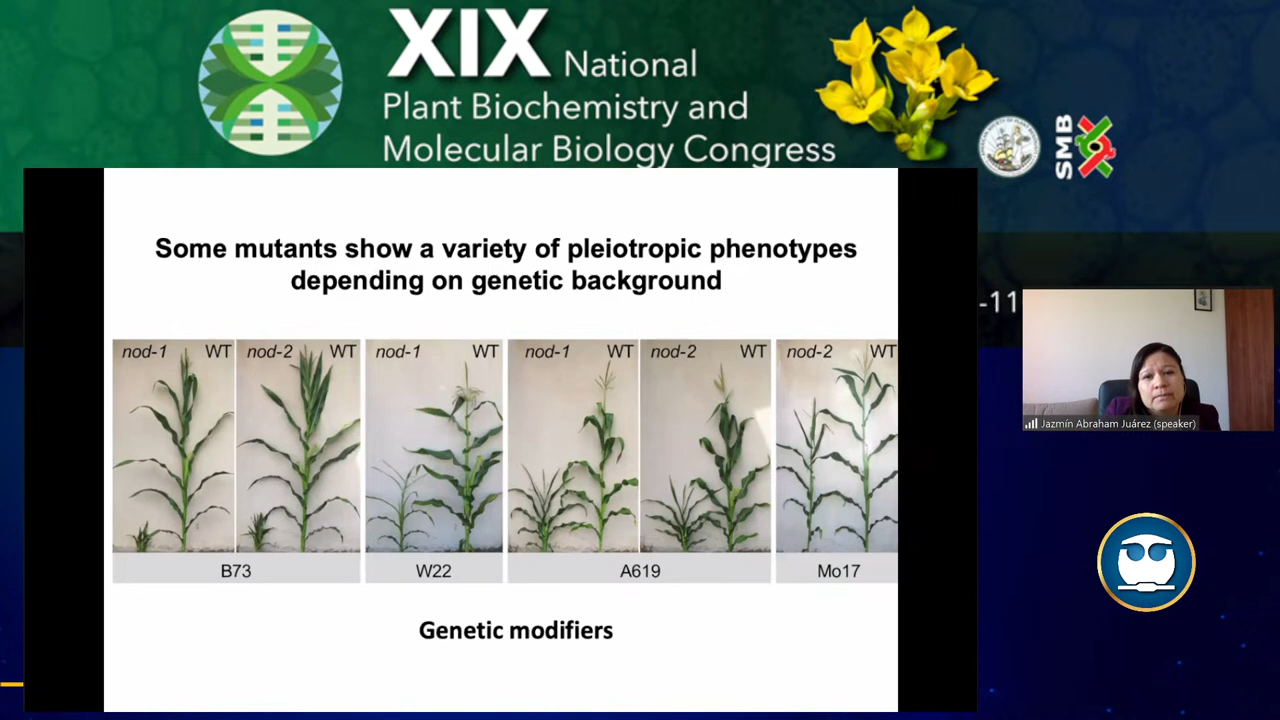 XIX National
Plant Biochemistry and
Molecular Biology Congress
SMB
Some mutants show a variety of pleiotropic phenotypes
depending on genetic background
nod-1 WT nod-2 WT nod-1 WT nod-1 WT nod-2 WT nod-2 WT
B73 W22 A619 Mo17
Genetic modifiers
-11
Jazmín Abraham Juárez (speaker)